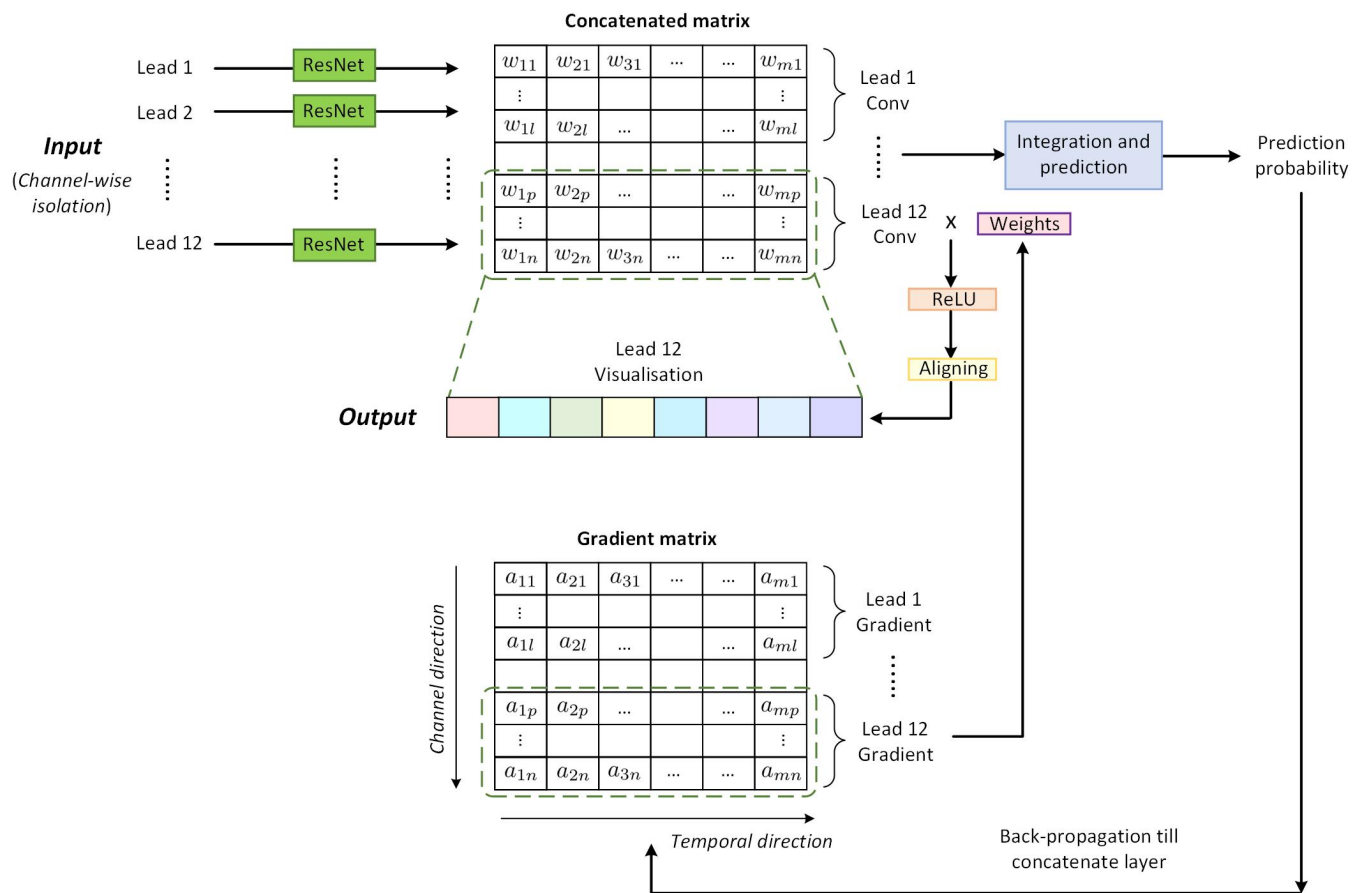 Concatenated matrix
Lead 1
ResNet
Lead 2
ResNet
Input
(Channel-wise
isolation)
Lead 12
ResNet
w11 w21 w31 ... ... wm1
⋮ ⋮
w1l w2l ... ... wml
w1p w2p ... ... wmp
⋮ ⋮
w1n w2n w3n ... ... wmn
Lead 1
Conv
Lead 12
Conv
x
Weights
Integration and
prediction
Prediction
probability
ReLU
Aligning
Lead 12
Visualisation
Output
Gradient matrix
Channel direction
a11 a21 a31 ... ... am1
⋮ ⋮
a1l a2l ... ... aml
a1p a2p ... ... amp
⋮ ⋮
a1n a2n a3n ... ... amn
Lead 1
Gradient
Lead 12
Gradient
Temporal direction
Back-propagation till
concatenate layer